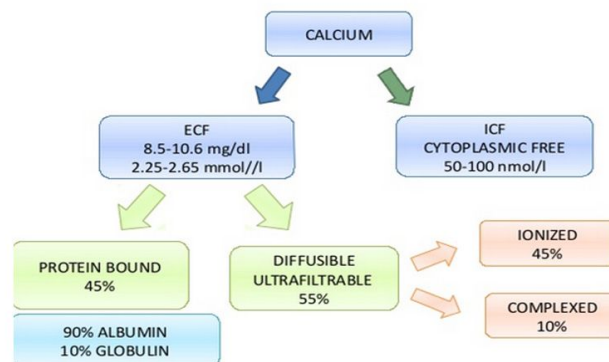 CALCIUM
ECF
8.5-10.6 mg/dl
2.25-2.65 mmol//l
ICF
CYTOPLASMIC FREE
50-100 nmol/l
PROTEIN BOUND
45%
DIFFUSIBLE
ULTRAFILTRABLE
55%
IONIZED
45%
COMPLEXED
10%
90% ALBUMIN
10% GLOBULIN